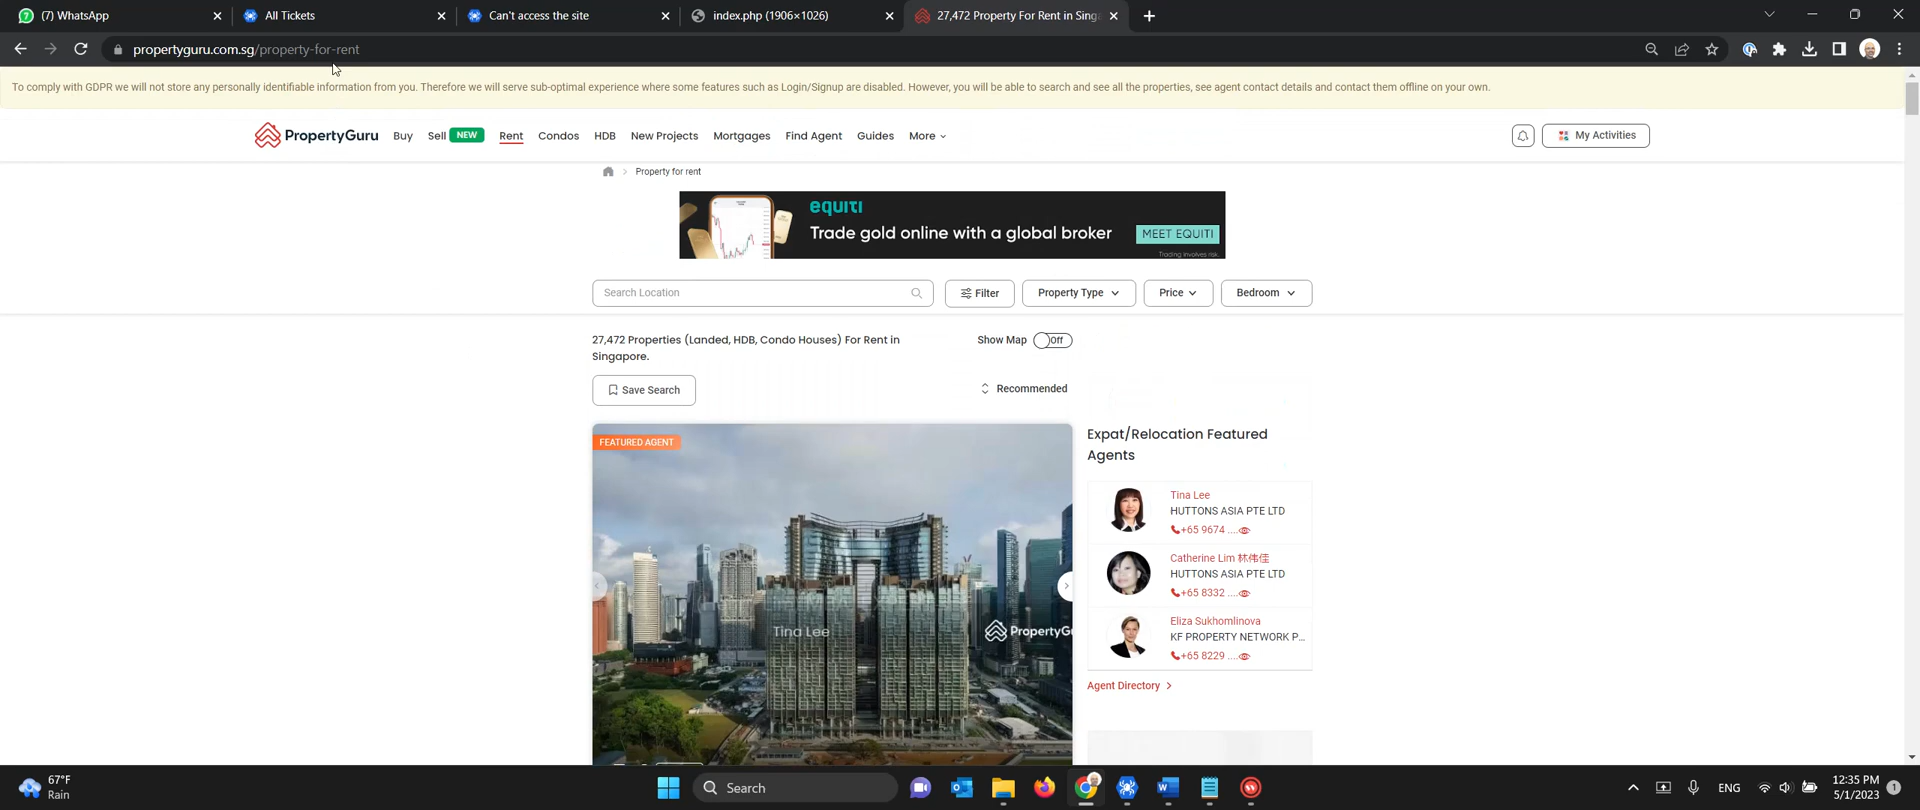 (7) WhatsApp
All Tickets
Can't access the site
index.php (1906×1026)
27,472 Property For Rent in Sing
propertyguru.com.sg/property-for-rent
To comply with GDPR we will not store any personally identifiable information from you. Therefore we will serve sub-optimal experience where some features such as Login/Signup are disabled. However, you will be able to search and see all the properties, see agent contact details and contact them offline on your own.
PropertyGuru
Buy
Sell NEW
Rent
Condos
HDB
New Projects
Mortgages
Find Agent
Guides
More
My Activities
Property for rent
equiti
Trade gold online with a global broker
MEET EQUITI
Trading involves risk.
Search Location
Filter
Property Type
Price
Bedroom
27,472 Properties (Landed, HDB, Condo Houses) For Rent in
Singapore.
Show Map
Off
Save Search
Recommended
FEATURED AGENT
Tina Lee
PropertyGu
Expat/Relocation Featured
Agents
Tina Lee
HUTTONS ASIA PTE LTD
+65 9674 ....
Catherine Lim 林伟佳
HUTTONS ASIA PTE LTD
+65 8332 ....
Eliza Sukhomlinova
KF PROPERTY NETWORK P...
+65 8229 ....
Agent Directory
67°F
Rain
Search
ENG
12:35 PM
5/1/2023
1